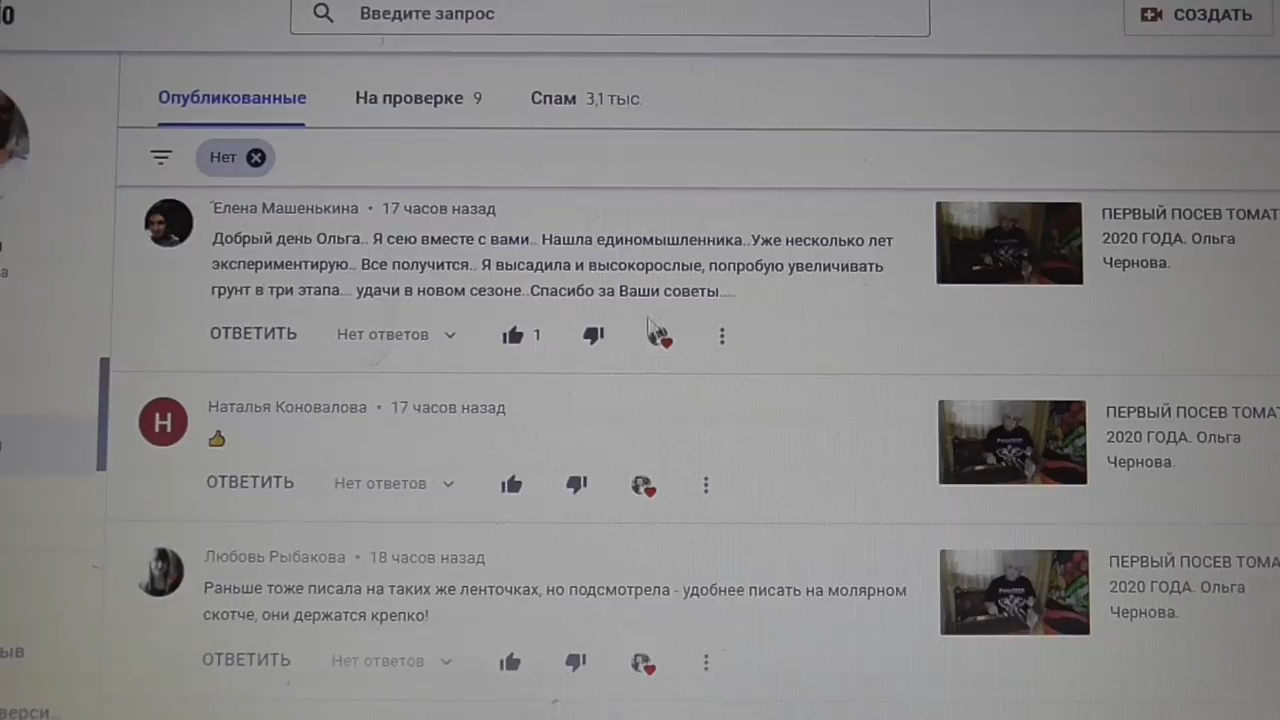 Введите запрос
СОЗДАТЬ
Опубликованные
На проверке 9
Спам 3,1 тыс.
Нет
Елена Машенькина • 17 часов назад
Добрый день Ольга.. Я сею вместе с вами.. Нашла единомышленника..Уже несколько лет
экспериментирую.. Все получится.. Я высадила и высокорослые, попробую увеличивать
грунт в три этапа.... удачи в новом сезоне..Спасибо за Ваши советы....
ОТВЕТИТЬ Нет ответов 1
ПЕРВЫЙ ПОСЕВ ТОМАТ
2020 ГОДА. Ольга
Чернова.
Н
Наталья Коновалова • 17 часов назад
👍
ОТВЕТИТЬ Нет ответов
ПЕРВЫЙ ПОСЕВ ТОМАТ
2020 ГОДА. Ольга
Чернова.
Любовь Рыбакова • 18 часов назад
Раньше тоже писала на таких же ленточках, но подсмотрела - удобнее писать на молярном
скотче, они держатся крепко!
ОТВЕТИТЬ Нет ответов
ПЕРВЫЙ ПОСЕВ ТОМА
2020 ГОДА. Ольга
Чернова.
ыв
верси...